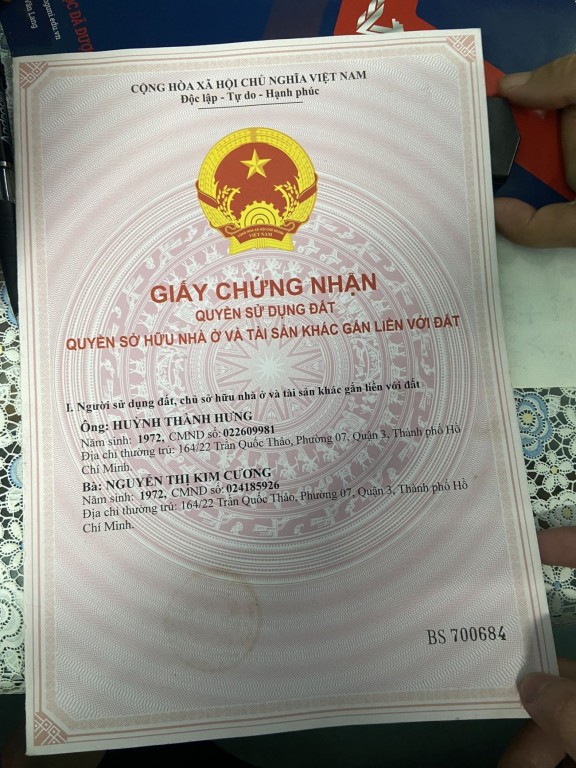 CỘNG HÒA XÃ HỘI CHỦ NGHĨA VIỆT NAM
Độc lập - Tự do - Hạnh phúc
VIỆT NAM
GIẤY CHỨNG NHẬN
QUYỀN SỬ DỤNG ĐẤT
QUYỀN SỞ HỮU NHÀ Ở VÀ TÀI SẢN KHÁC GẮN LIỀN VỚI ĐẤT
I. Người sử dụng đất, chủ sở hữu nhà ở và tài sản khác gắn liền với đất
Ông: HUỲNH THÀNH HƯNG
Năm sinh: 1972, CMND số: 022609981
Địa chỉ thường trú: 164/22 Trần Quốc Thảo, Phường 07, Quận 3, Thành phố Hồ
Chí Minh
Bà: NGUYỄN THỊ KIM CƯƠNG
Năm sinh: 1972, CMND số: 024185926
Địa chỉ thường trú: 164/22 Trần Quốc Thảo, Phường 07, Quận 3, Thành phố Hồ
Chí Minh.
BS 700684